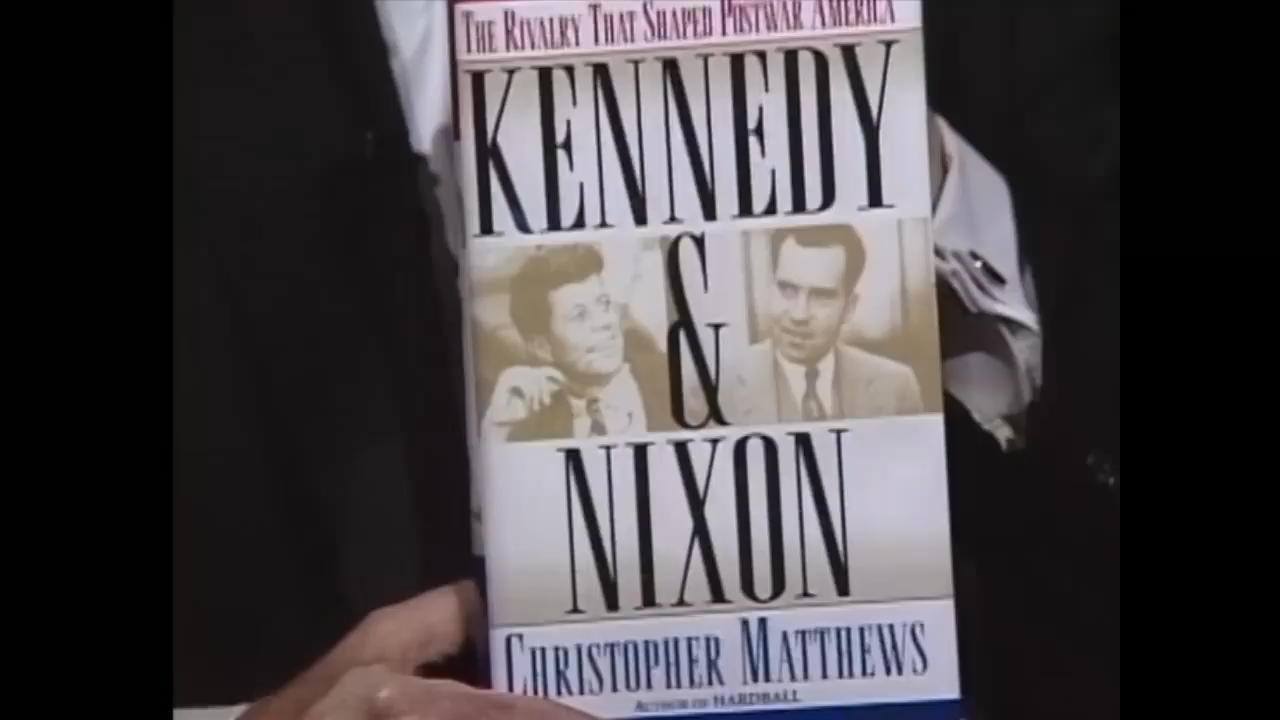 THE RIVALRY THAT SHAPED POSTWAR AMERICA
KENNEDY
&
NIXON
CHRISTOPHER MATTHEWS
AUTHOR OF HARDBALL